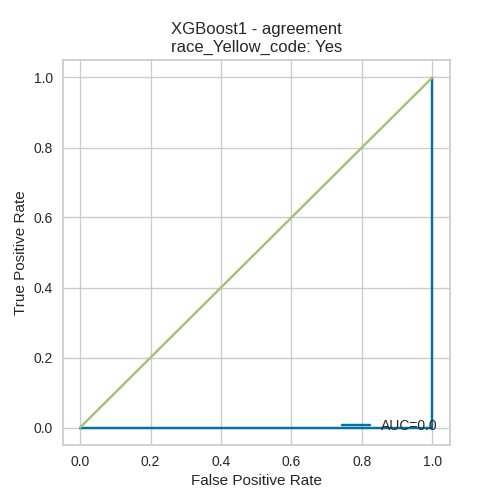 XGBoost1 - agreement
race_Yellow_code: Yes
True Positive Rate
1.0
0.8
0.6
0.4
0.2
0.0
AUC=0.0
0.0 0.2 0.4 0.6 0.8 1.0
False Positive Rate